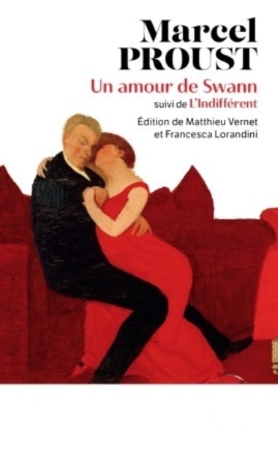 Marcel
PROUST
Un amour de Swann
suivi de L'Indifférent
Édition de Matthieu Vernet
et Francesca Lorandini